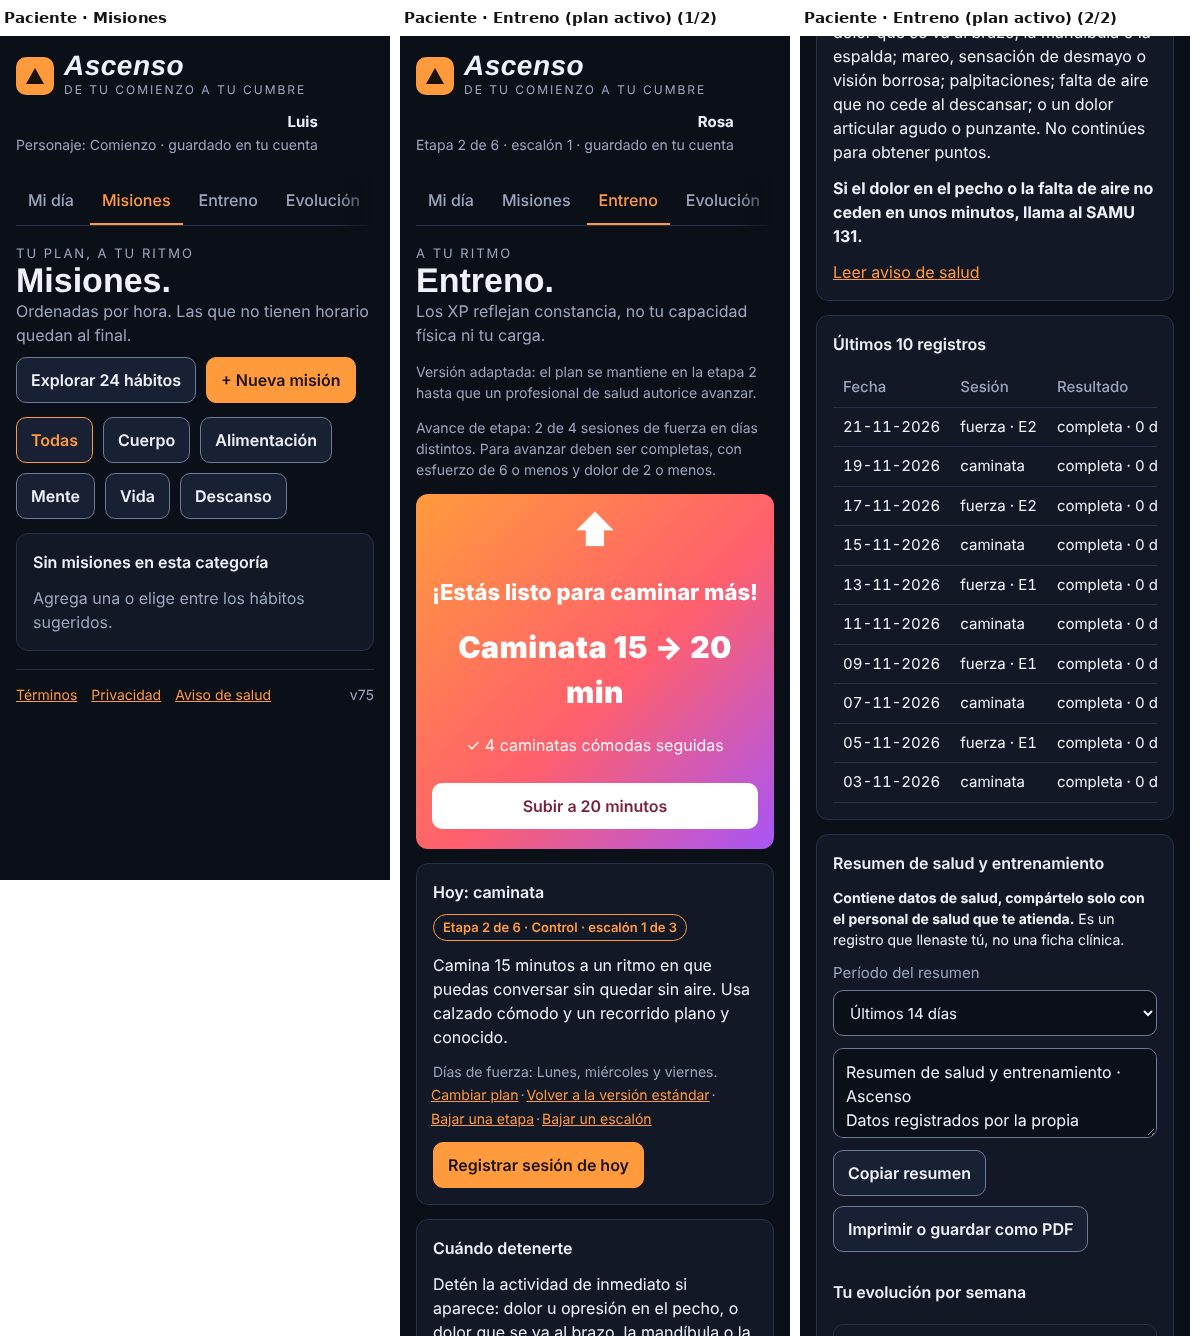 Paciente · Misiones
Ascenso
DE TU COMIENZO A TU CUMBRE
Luis
Personaje: Comienzo · guardado en tu cuenta
Mi día Misiones Entreno Evolución
TU PLAN, A TU RITMO
Misiones.
Ordenadas por hora. Las que no tienen horario
quedan al final.
Explorar 24 hábitos + Nueva misión
Todas Cuerpo Alimentación
Mente Vida Descanso
Sin misiones en esta categoría
Agrega una o elige entre los hábitos
sugeridos.
Términos Privacidad Aviso de salud v75
Paciente · Entreno (plan activo) (1/2)
Ascenso
DE TU COMIENZO A TU CUMBRE
Rosa
Etapa 2 de 6 · escalón 1 · guardado en tu cuenta
Mi día Misiones Entreno Evolución
A TU RITMO
Entreno.
Los XP reflejan constancia, no tu capacidad
física ni tu carga.
Versión adaptada: el plan se mantiene en la etapa 2
hasta que un profesional de salud autorice avanzar.
Avance de etapa: 2 de 4 sesiones de fuerza en días
distintos. Para avanzar deben ser completas, con
esfuerzo de 6 o menos y dolor de 2 o menos.
¡Estás listo para caminar más!
Caminata 15 → 20
min
✓ 4 caminatas cómodas seguidas
Subir a 20 minutos
Hoy: caminata
Etapa 2 de 6 · Control · escalón 1 de 3
Camina 15 minutos a un ritmo en que
puedas conversar sin quedar sin aire. Usa
calzado cómodo y un recorrido plano y
conocido.
Días de fuerza: Lunes, miércoles y viernes.
Cambiar plan · Volver a la versión estándar ·
Bajar una etapa · Bajar un escalón
Registrar sesión de hoy
Cuándo detenerte
Detén la actividad de inmediato si
aparece: dolor u opresión en el pecho, o
dolor que se va al brazo, la mandíbula o la
Paciente · Entreno (plan activo) (2/2)
dolor que se va al brazo, la mandíbula o la
espalda; mareo, sensación de desmayo o
visión borrosa; palpitaciones; falta de aire
que no cede al descansar; o un dolor
articular agudo o punzante. No continúes
para obtener puntos.
Si el dolor en el pecho o la falta de aire no
ceden en unos minutos, llama al SAMU
131.
Leer aviso de salud
Últimos 10 registros
Fecha Sesión Resultado
21-11-2026 fuerza · E2 completa · 0 d
19-11-2026 caminata completa · 0 d
17-11-2026 fuerza · E2 completa · 0 d
15-11-2026 caminata completa · 0 d
13-11-2026 fuerza · E1 completa · 0 d
11-11-2026 caminata completa · 0 d
09-11-2026 fuerza · E1 completa · 0 d
07-11-2026 caminata completa · 0 d
05-11-2026 fuerza · E1 completa · 0 d
03-11-2026 caminata completa · 0 d
Resumen de salud y entrenamiento
Contiene datos de salud, compártelo solo con
el personal de salud que te atienda. Es un
registro que llenaste tú, no una ficha clínica.
Período del resumen
Últimos 14 días
Resumen de salud y entrenamiento ·
Ascenso
Datos registrados por la propia
Copiar resumen
Imprimir o guardar como PDF
Tu evolución por semana